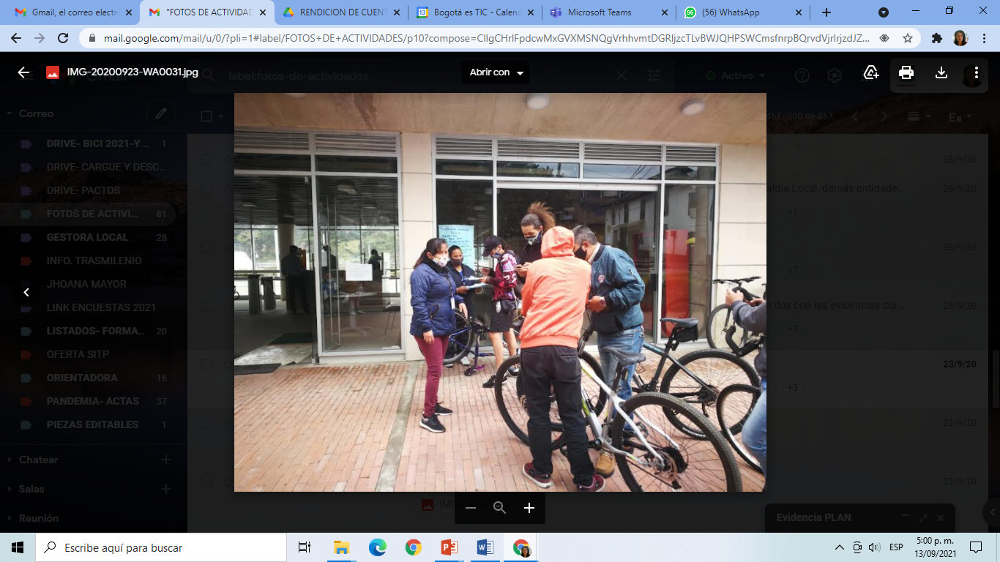 Gmail, el correo electró
"FOTOS DE ACTIVIDAD
RENDICION DE CUENT
Bogotá es TIC - Calend
Microsoft Teams
(56) WhatsApp
mail.google.com/mail/u/0/?pli=1#label/FOTOS+DE+ACTIVIDADES/p10?compose=
IMG-20200923-WA0031.jpg
label:fotos-de-actividades
Abrir con
Activo
Correo
451–500 de 867
Es
DRIVE- BICI 2021-Y ... 1
DRIVE- CARGUE Y DESC...
DRIVE- PACTOS
FOTOS DE ACTIVI... 81
GESTORA LOCAL 28
INFO. TRASMILENIO
JHOANA MAYOR
LINK ENCUESTAS 2021
LISTADOS- FORMA... 20
OFERTA SITP
ORIENTADORA 16
PANDEMIA- ACTAS 37
PIEZAS EDITABLES 1
Chatear
Salas
Reunión
28/9/20
aldía Local, demás entidade... 28/9/20
+1
28/9/20
+7
dos con las evidencias cor... 28/9/20
+7
23/9/20
+3
23/9/20
23/9/20
Evidencia PLAN
Escribe aquí para buscar
ESP
5:00 p. m.
13/09/2021